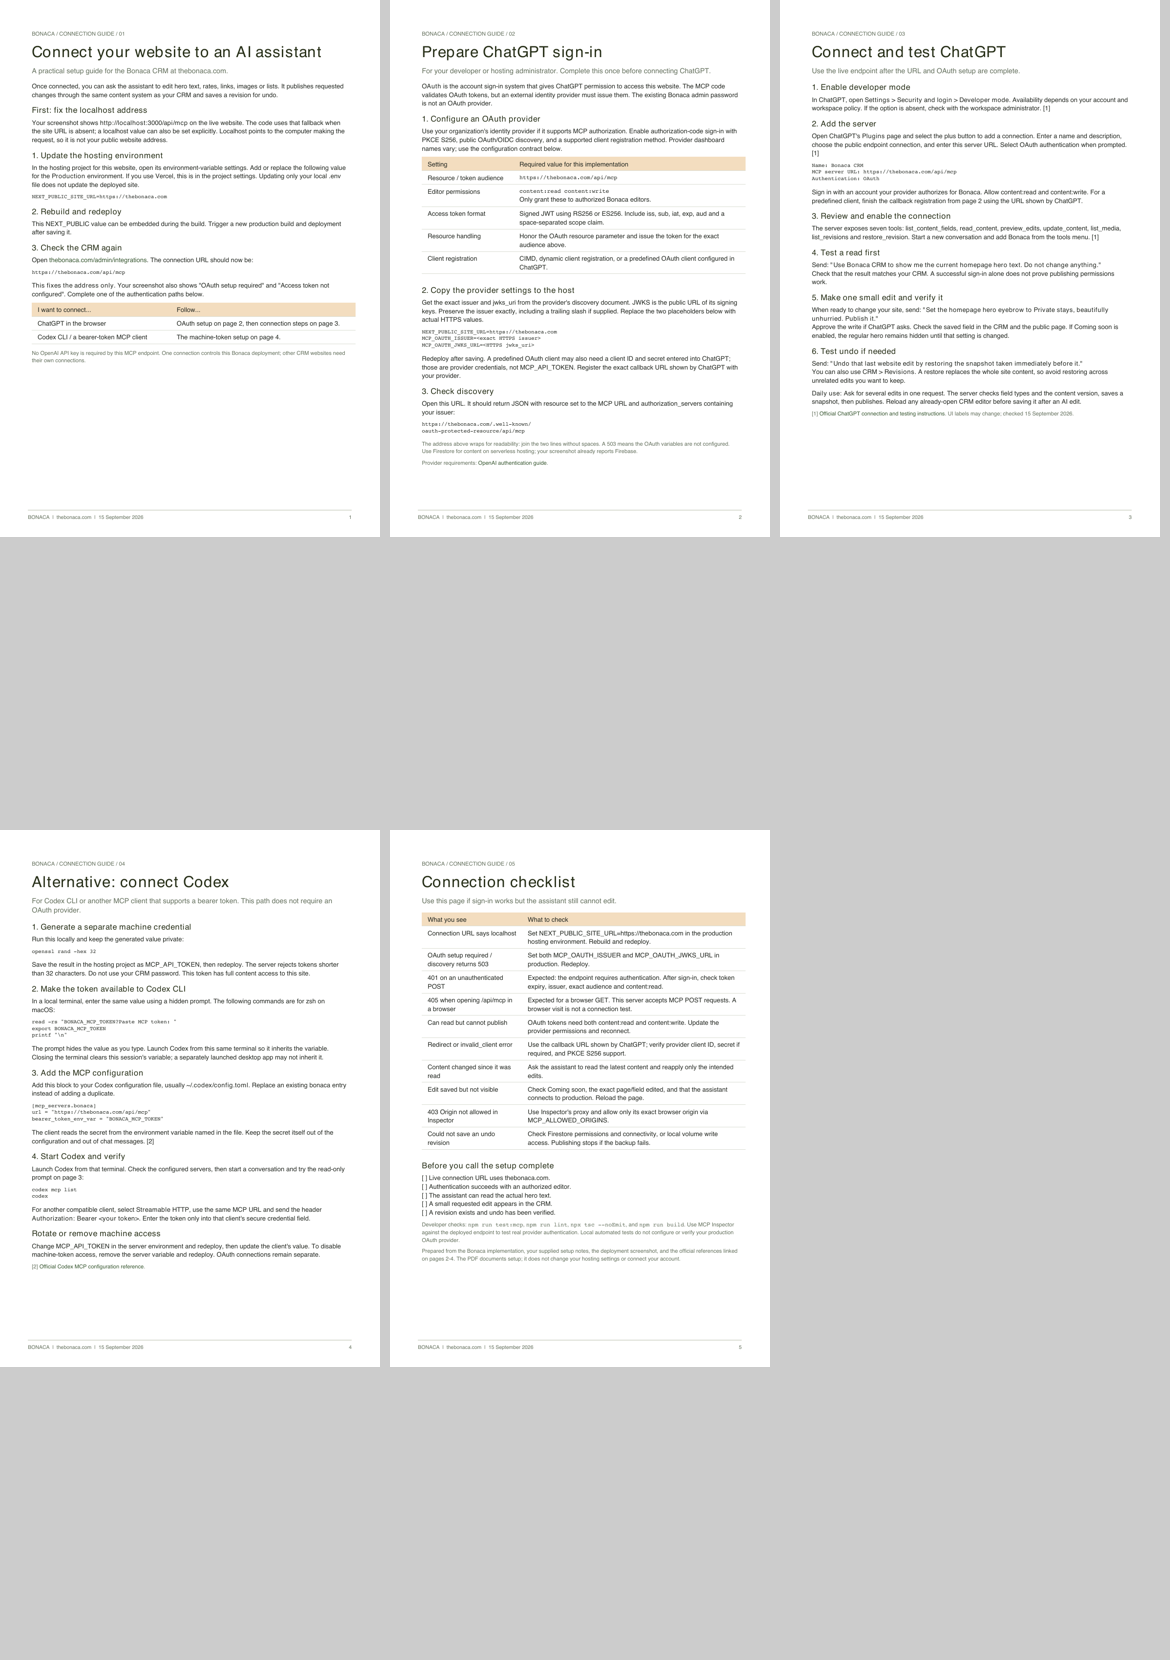 BONACA / CONNECTION GUIDE / 01
Connect your website to an AI assistant
A practical setup guide for the Bonaca CRM at thebonaca.com.
Once connected, you can ask the assistant to edit hero text, rates, links, images or lists. It publishes requested
changes through the same content system as your CRM and saves a revision for undo.
First: fix the localhost address
Your screenshot shows http://localhost:3000/api/mcp on the live website. The code uses that fallback when
the site URL is absent; a localhost value can also be set explicitly. Localhost points to the computer making the
request, so it is not your public website address.
1. Update the hosting environment
In the hosting project for this website, open its environment-variable settings. Add or replace the following value
for the Production environment. If you use Vercel, this is in the project settings. Updating only your local .env
file does not update the deployed site.
NEXT_PUBLIC_SITE_URL=https://thebonaca.com
2. Rebuild and redeploy
This NEXT_PUBLIC value can be embedded during the build. Trigger a new production build and deployment
after saving it.
3. Check the CRM again
Open thebonaca.com/admin/integrations. The connection URL should now be:
https://thebonaca.com/api/mcp
This fixes the address only. Your screenshot also shows "OAuth setup required" and "Access token not
configured". Complete one of the authentication paths below.
I want to connect... Follow...
ChatGPT in the browser OAuth setup on page 2, then connection steps on page 3.
Codex CLI / a bearer-token MCP client The machine-token setup on page 4.
No OpenAI API key is required by this MCP endpoint. One connection controls this Bonaca deployment; other CRM websites need
their own connections.
BONACA | thebonaca.com | 15 September 2026 1
BONACA / CONNECTION GUIDE / 02
Prepare ChatGPT sign-in
For your developer or hosting administrator. Complete this once before connecting ChatGPT.
OAuth is the account sign-in system that gives ChatGPT permission to access this website. The MCP code
validates OAuth tokens, but an external identity provider must issue them. The existing Bonaca admin password
is not an OAuth provider.
1. Configure an OAuth provider
Use your organization's identity provider if it supports MCP authorization. Enable authorization-code sign-in with
PKCE S256, public OAuth/OIDC discovery, and a supported client registration method. Provider dashboard
names vary; use the configuration contract below.
Setting Required value for this implementation
Resource / token audience https://thebonaca.com/api/mcp
Editor permissions content:read content:write
Only grant these to authorized Bonaca editors.
Access token format Signed JWT using RS256 or ES256. Include iss, sub, iat, exp, aud and a
space-separated scope claim.
Resource handling Honor the OAuth resource parameter and issue the token for the exact
audience above.
Client registration CIMD, dynamic client registration, or a predefined OAuth client configured in
ChatGPT.
2. Copy the provider settings to the host
Get the exact issuer and jwks_uri from the provider's discovery document. JWKS is the public URL of its signing
keys. Preserve the issuer exactly, including a trailing slash if supplied. Replace the two placeholders below with
actual HTTPS values.
NEXT_PUBLIC_SITE_URL=https://thebonaca.com
MCP_OAUTH_ISSUER=<exact HTTPS issuer>
MCP_OAUTH_JWKS_URL=<HTTPS jwks_uri>
Redeploy after saving. A predefined OAuth client may also need a client ID and secret entered into ChatGPT;
those are provider credentials, not MCP_API_TOKEN. Register the exact callback URL shown by ChatGPT with
your provider.
3. Check discovery
Open this URL. It should return JSON with resource set to the MCP URL and authorization_servers containing
your issuer:
https://thebonaca.com/.well-known/
oauth-protected-resource/api/mcp
The address above wraps for readability: join the two lines without spaces. A 503 means the OAuth variables are not configured.
Use Firestore for content on serverless hosting; your screenshot already reports Firebase.
Provider requirements: OpenAI authentication guide.
BONACA | thebonaca.com | 15 September 2026 2
BONACA / CONNECTION GUIDE / 03
Connect and test ChatGPT
Use the live endpoint after the URL and OAuth setup are complete.
1. Enable developer mode
In ChatGPT, open Settings > Security and login > Developer mode. Availability depends on your account and
workspace policy. If the option is absent, check with the workspace administrator. [1]
2. Add the server
Open ChatGPT's Plugins page and select the plus button to add a connection. Enter a name and description,
choose the public endpoint connection, and enter this server URL. Select OAuth authentication when prompted.
[1]
Name: Bonaca CRM
MCP server URL: https://thebonaca.com/api/mcp
Authentication: OAuth
Sign in with an account your provider authorizes for Bonaca. Allow content:read and content:write. For a
predefined client, finish the callback registration from page 2 using the URL shown by ChatGPT.
3. Review and enable the connection
The server exposes seven tools: list_content_fields, read_content, preview_edits, update_content, list_media,
list_revisions and restore_revision. Start a new conversation and add Bonaca from the tools menu. [1]
4. Test a read first
Send: "Use Bonaca CRM to show me the current homepage hero text. Do not change anything."
Check that the result matches your CRM. A successful sign-in alone does not prove publishing permissions
work.
5. Make one small edit and verify it
When ready to change your site, send: "Set the homepage hero eyebrow to Private stays, beautifully
unhurried. Publish it."
Approve the write if ChatGPT asks. Check the saved field in the CRM and the public page. If Coming soon is
enabled, the regular hero remains hidden until that setting is changed.
6. Test undo if needed
Send: "Undo that last website edit by restoring the snapshot taken immediately before it."
You can also use CRM > Revisions. A restore replaces the whole site content, so avoid restoring across
unrelated edits you want to keep.
Daily use: Ask for several edits in one request. The server checks field types and the content version, saves a
snapshot, then publishes. Reload any already-open CRM editor before saving it after an AI edit.
[1] Official ChatGPT connection and testing instructions. UI labels may change; checked 15 September 2026.
BONACA | thebonaca.com | 15 September 2026 3
BONACA / CONNECTION GUIDE / 04
Alternative: connect Codex
For Codex CLI or another MCP client that supports a bearer token. This path does not require an
OAuth provider.
1. Generate a separate machine credential
Run this locally and keep the generated value private:
openssl rand -hex 32
Save the result in the hosting project as MCP_API_TOKEN, then redeploy. The server rejects tokens shorter
than 32 characters. Do not use your CRM password. This token has full content access to this site.
2. Make the token available to Codex CLI
In a local terminal, enter the same value using a hidden prompt. The following commands are for zsh on
macOS:
read -rs "BONACA_MCP_TOKEN?Paste MCP token: "
export BONACA_MCP_TOKEN
printf "\n"
The prompt hides the value as you type. Launch Codex from this same terminal so it inherits the variable.
Closing the terminal clears this session's variable; a separately launched desktop app may not inherit it.
3. Add the MCP configuration
Add this block to your Codex configuration file, usually ~/.codex/config.toml. Replace an existing bonaca entry
instead of adding a duplicate.
[mcp_servers.bonaca]
url = "https://thebonaca.com/api/mcp"
bearer_token_env_var = "BONACA_MCP_TOKEN"
The client reads the secret from the environment variable named in the file. Keep the secret itself out of the
configuration and out of chat messages. [2]
4. Start Codex and verify
Launch Codex from that terminal. Check the configured servers, then start a conversation and try the read-only
prompt on page 3:
codex mcp list
codex
For another compatible client, select Streamable HTTP, use the same MCP URL and send the header
Authorization: Bearer <your token>. Enter the token only into that client's secure credential field.
Rotate or remove machine access
Change MCP_API_TOKEN in the server environment and redeploy, then update the client's value. To disable
machine-token access, remove the server variable and redeploy. OAuth connections remain separate.
[2] Official Codex MCP configuration reference.
BONACA | thebonaca.com | 15 September 2026 4
BONACA / CONNECTION GUIDE / 05
Connection checklist
Use this page if sign-in works but the assistant still cannot edit.
What you see What to check
Connection URL says localhost Set NEXT_PUBLIC_SITE_URL=https://thebonaca.com in the production
hosting environment. Rebuild and redeploy.
OAuth setup required / Set both MCP_OAUTH_ISSUER and MCP_OAUTH_JWKS_URL in
discovery returns 503 production. Redeploy.
401 on an unauthenticated Expected: the endpoint requires authentication. After sign-in, check token
POST expiry, issuer, exact audience and content:read.
405 when opening /api/mcp in Expected for a browser GET. This server accepts MCP POST requests. A
a browser browser visit is not a connection test.
Can read but cannot publish OAuth tokens need both content:read and content:write. Update the
provider permissions and reconnect.
Redirect or invalid_client error Use the callback URL shown by ChatGPT; verify provider client ID, secret if
required, and PKCE S256 support.
Content changed since it was Ask the assistant to read the latest content and reapply only the intended
read edits.
Edit saved but not visible Check Coming soon, the exact page/field edited, and that the assistant
connects to production. Reload the page.
403 Origin not allowed in Use Inspector's proxy and allow only its exact browser origin via
Inspector MCP_ALLOWED_ORIGINS.
Could not save an undo Check Firestore permissions and connectivity, or local volume write
revision access. Publishing stops if the backup fails.
Before you call the setup complete
[ ] Live connection URL uses thebonaca.com.
[ ] Authentication succeeds with an authorized editor.
[ ] The assistant can read the actual hero text.
[ ] A small requested edit appears in the CRM.
[ ] A revision exists and undo has been verified.
Developer checks: npm run test:mcp, npm run lint, npx tsc --noEmit, and npm run build. Use MCP Inspector
against the deployed endpoint to test real provider authentication. Local automated tests do not configure or verify your production
OAuth provider.
Prepared from the Bonaca implementation, your supplied setup notes, the deployment screenshot, and the official references linked
on pages 2-4. The PDF documents setup; it does not change your hosting settings or connect your account.
BONACA | thebonaca.com | 15 September 2026 5